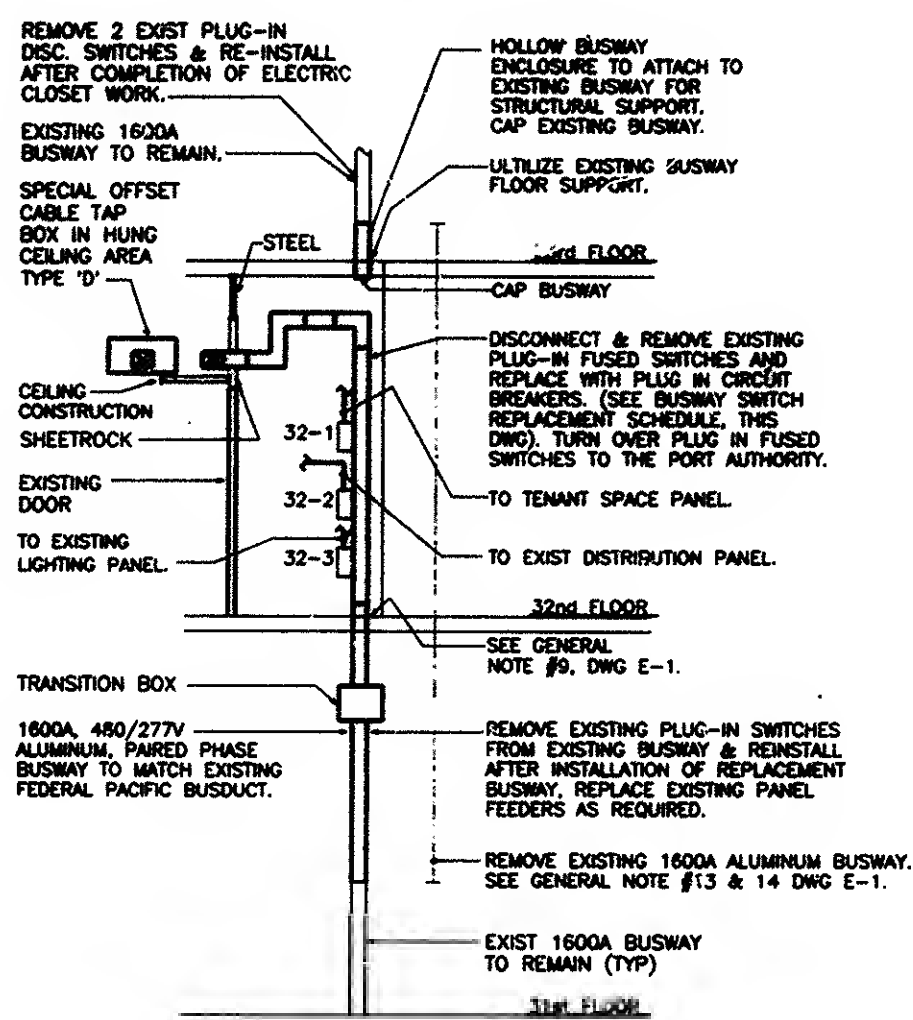 REMOVE 2 EXIST PLUG-IN
DISC. SWITCHES & RE-INSTALL
AFTER COMPLETION OF ELECTRIC
CLOSET WORK.
EXISTING 1600A
BUSWAY TO REMAIN.
SPECIAL OFFSET
CABLE TAP
BOX IN HUNG
CEILING AREA
TYPE 'D'
STEEL
CEILING
CONSTRUCTION
SHEETROCK
EXISTING
DOOR
TO EXISTING
LIGHTING PANEL.
32-1
32-2
32-3
TRANSITION BOX
1600A, 480/277V
ALUMINUM, PAIRED PHASE
BUSWAY TO MATCH EXISTING
FEDERAL PACIFIC BUSDUCT.
HOLLOW BUSWAY
ENCLOSURE TO ATTACH TO
EXISTING BUSWAY FOR
STRUCTURAL SUPPORT.
CAP EXISTING BUSWAY.
ULTILIZE EXISTING BUSWAY
FLOOR SUPPORT.
33rd FLOOR
CAP BUSWAY
DISCONNECT & REMOVE EXISTING
PLUG-IN FUSED SWITCHES AND
REPLACE WITH PLUG IN CIRCUIT
BREAKERS. (SEE BUSWAY SWITCH
REPLACEMENT SCHEDULE, THIS
DWG). TURN OVER PLUG IN FUSED
SWITCHES TO THE PORT AUTHORITY.
TO TENANT SPACE PANEL.
TO EXIST DISTRIBUTION PANEL.
32nd FLOOR
SEE GENERAL
NOTE #9, DWG E-1.
REMOVE EXISTING PLUG-IN SWITCHES
FROM EXISTING BUSWAY & REINSTALL
AFTER INSTALLATION OF REPLACEMENT
BUSWAY, REPLACE EXISTING PANEL
FEEDERS AS REQUIRED.
REMOVE EXISTING 1600A ALUMINUM BUSWAY.
SEE GENERAL NOTE #13 & 14 DWG E-1.
EXIST 1600A BUSWAY
TO REMAIN (TYP)
31st FLOOR